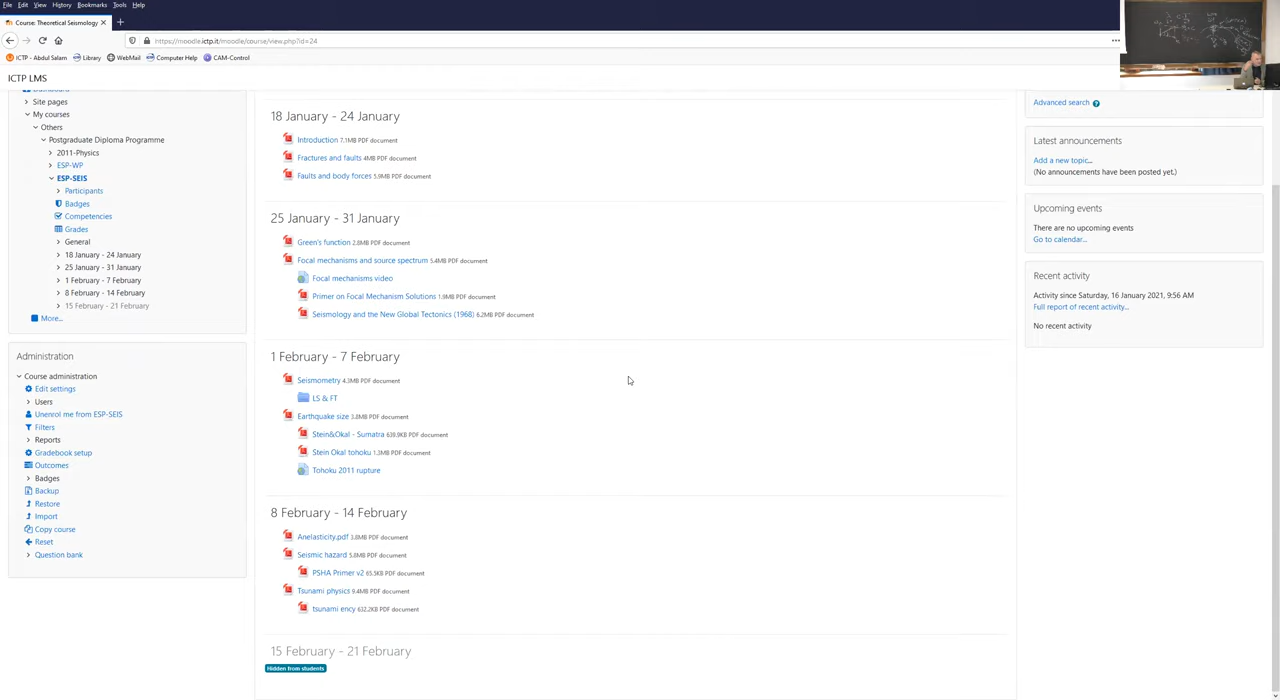 File Edit View History Bookmarks Tools Help
Course: Theoretical Seismology
https://moodle.ictp.it/moodle/course/view.php?id=24
ICTP - Abdul Salam Library WebMail Computer Help CAM-Control
ICTP LMS
Site pages
My courses
Others
Postgraduate Diploma Programme
2011-Physics
ESP-WP
ESP-SEIS
Participants
Badges
Competencies
Grades
General
18 January - 24 January
25 January - 31 January
1 February - 7 February
8 February - 14 February
15 February - 21 February
More...
Administration
Course administration
Edit settings
Users
Unenrol me from ESP-SEIS
Filters
Reports
Gradebook setup
Outcomes
Badges
Backup
Restore
Import
Copy course
Reset
Question bank
18 January - 24 January
Introduction 7.1MB PDF document
Fractures and faults 4MB PDF document
Faults and body forces 5.9MB PDF document
25 January - 31 January
Green's function 2.8MB PDF document
Focal mechanisms and source spectrum 5.4MB PDF document
Focal mechanisms video
Primer on Focal Mechanism Solutions 1.9MB PDF document
Seismology and the New Global Tectonics (1968) 6.2MB PDF document
1 February - 7 February
Seismometry 4.3MB PDF document
LS & FT
Earthquake size 3.8MB PDF document
Stein&Okal - Sumatra 639.9KB PDF document
Stein Okal tohoku 1.3MB PDF document
Tohoku 2011 rupture
8 February - 14 February
Anelasticity.pdf 3.8MB PDF document
Seismic hazard 5.8MB PDF document
PSHA Primer v2 65.5KB PDF document
Tsunami physics 9.4MB PDF document
tsunami ency 632.2KB PDF document
15 February - 21 February
Hidden from students
Advanced search
Latest announcements
Add a new topic...
(No announcements have been posted yet.)
Upcoming events
There are no upcoming events
Go to calendar...
Recent activity
Activity since Saturday, 16 January 2021, 9:56 AM
Full report of recent activity...
No recent activity